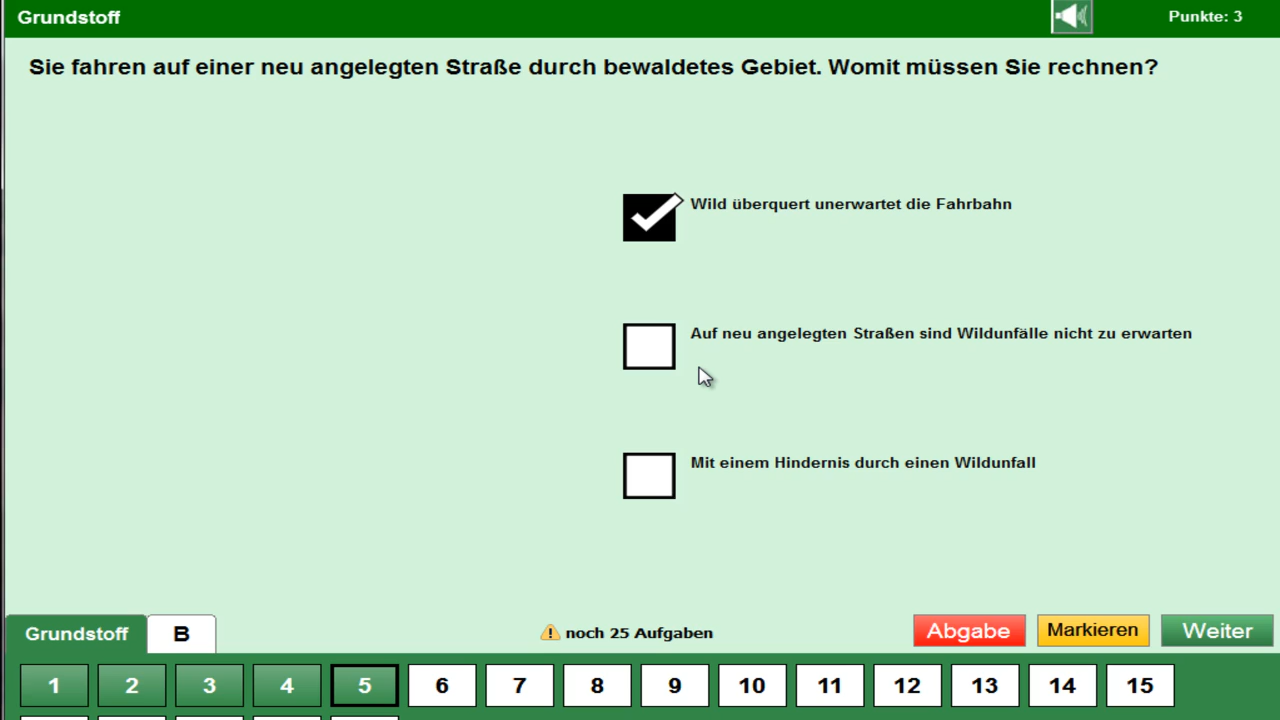 Grundstoff
Punkte: 3
Sie fahren auf einer neu angelegten Straße durch bewaldetes Gebiet. Womit müssen Sie rechnen?
Wild überquert unerwartet die Fahrbahn
Auf neu angelegten Straßen sind Wildunfälle nicht zu erwarten
Mit einem Hindernis durch einen Wildunfall
Grundstoff B noch 25 Aufgaben Abgabe Markieren Weiter
1 2 3 4 5 6 7 8 9 10 11 12 13 14 15